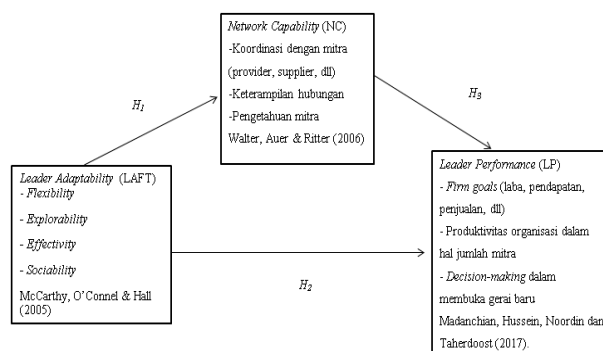 Network Capability (NC)
-Koordinasi dengan mitra
(provider, supplier, dll)
-Keterampilan hubungan
-Pengetahuan mitra
Walter, Auer & Ritter (2006)
H1
H3
Leader Adaptability (LAFT)
- Flexibility
- Explorability
- Effectivity
- Sociability
McCarthy, O'Connel & Hall
(2005)
H2
Leader Performance (LP)
- Firm goals (laba, pendapatan,
penjualan, dll)
- Produktivitas organisasi dalam
hal jumlah mitra
- Decision-making dalam
membuka gerai baru
Madanchian, Hussein, Noordin dan
Taherdoost (2017).